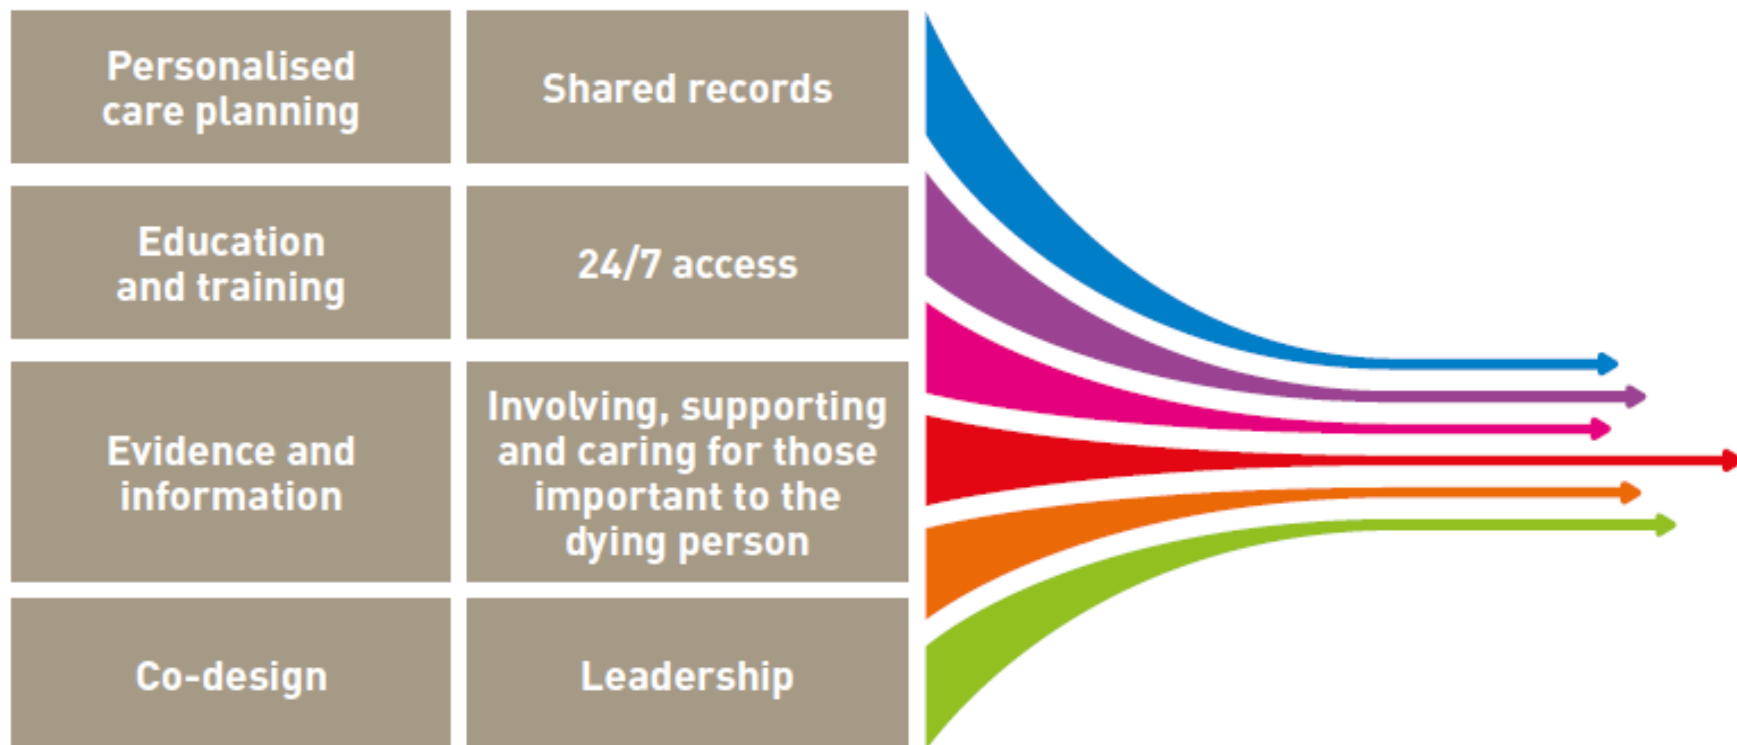 Personalised
care planning
Shared records
Education
and training
24/7 access
Evidence and
information
Involving, supporting
and caring for those
important to the
dying person
Co-design
Leadership